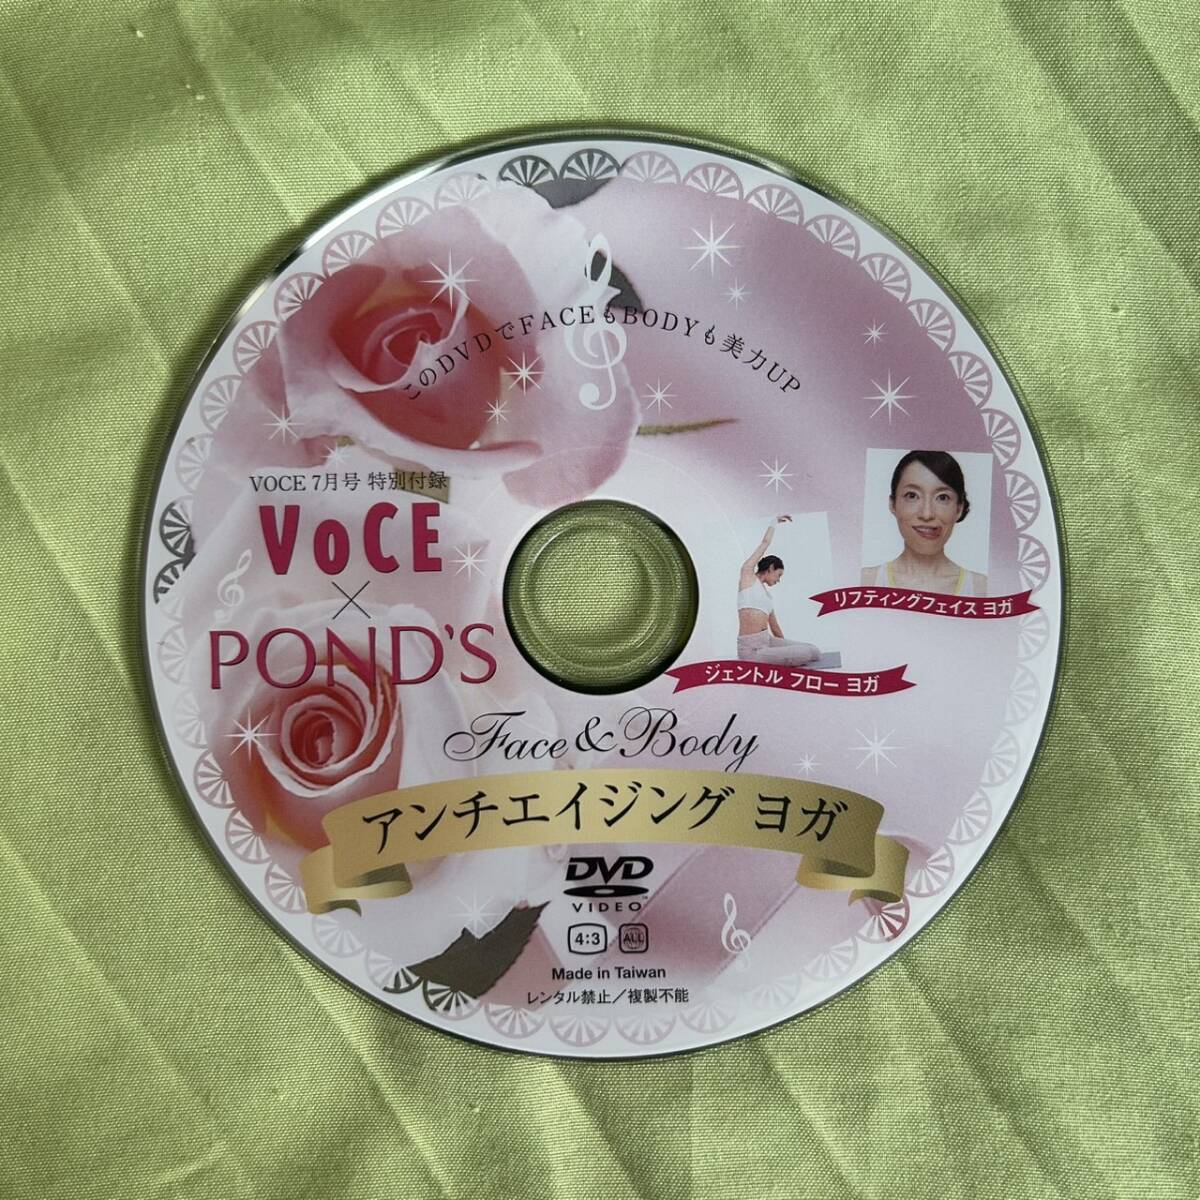 このDVDでFACEもBODYも美力UP
VOCE 7月号 特別付録
VoCE
×
POND'S
リフティングフェイス ヨガ
ジェントル フロー ヨガ
Face & Body
アンチエイジング ヨガ
DVD
VIDEO
4:3 ALL
Made in Taiwan
レンタル禁止/複製不能